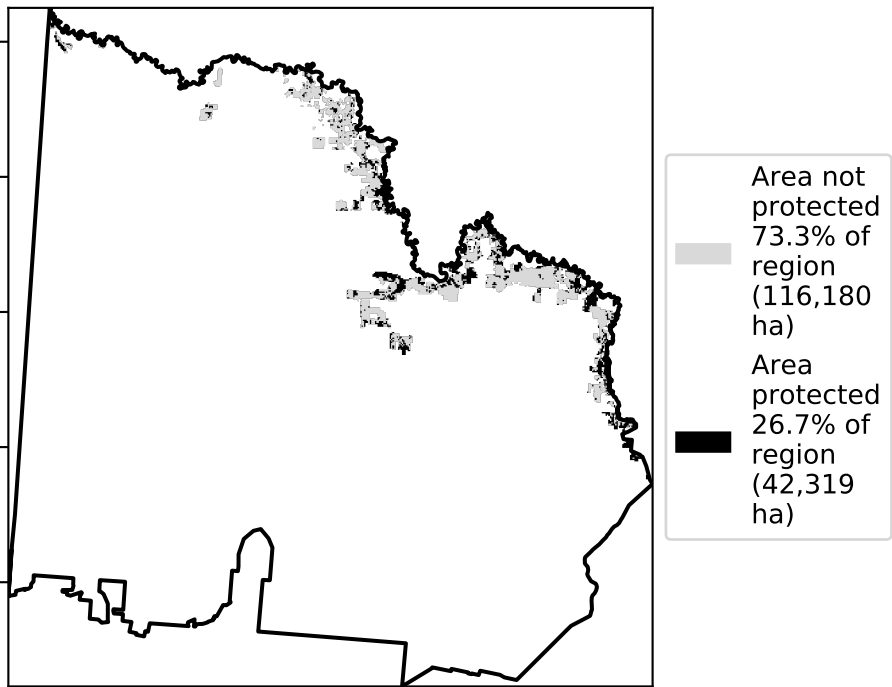 Area not
protected
73.3% of
region
(116,180
ha)
Area
protected
26.7% of
region
(42,319
ha)